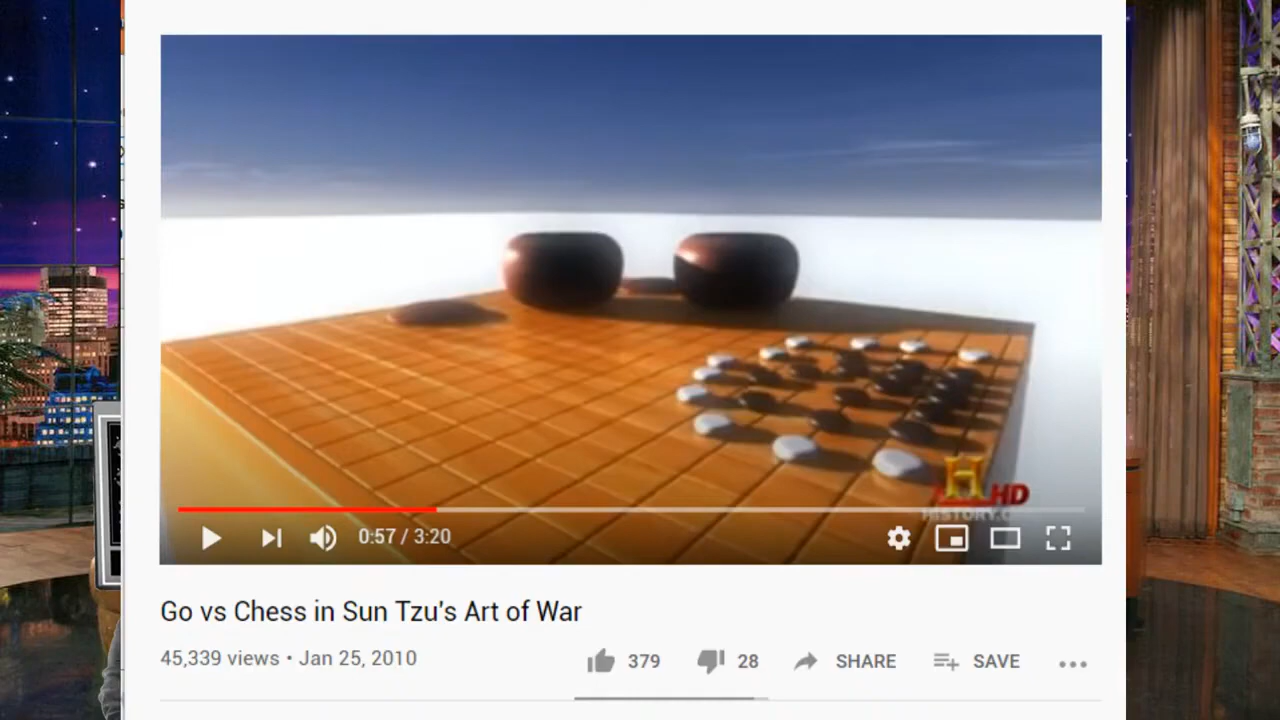 H HD
HISTORY.C
0:57 / 3:20
Go vs Chess in Sun Tzu's Art of War
45,339 views • Jan 25, 2010
379 28 SHARE SAVE